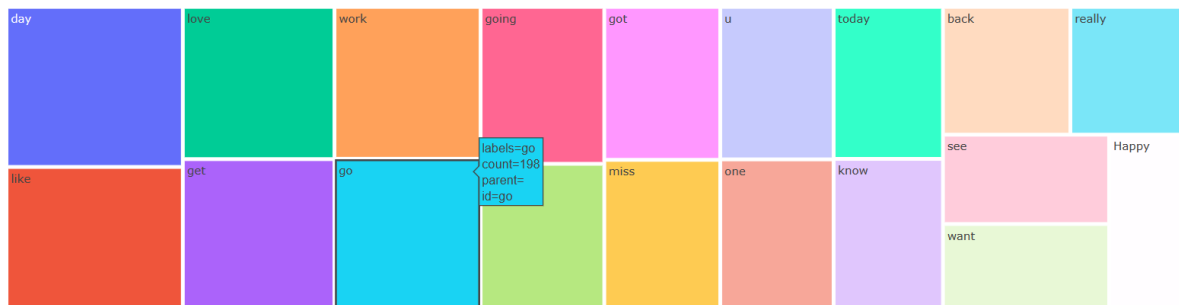 day
love
work
going
got
u
today
back
really
like
get
go
labels=go
count=198
parent=
id=go
miss
one
know
see
Happy
want